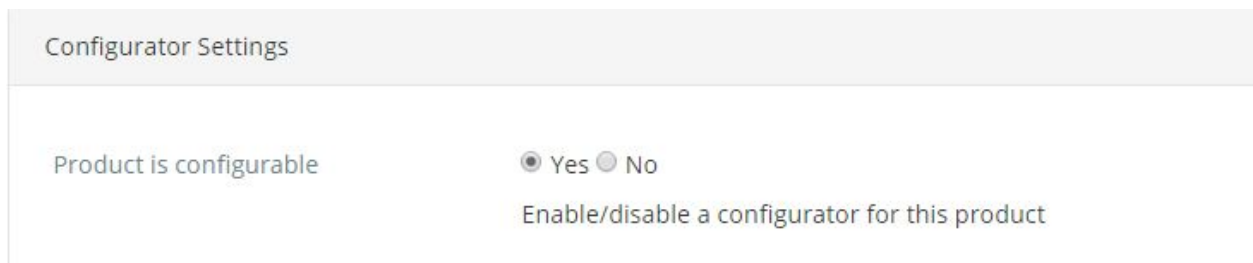 Configurator Settings
Product is configurable Yes No
Enable/disable a configurator for this product